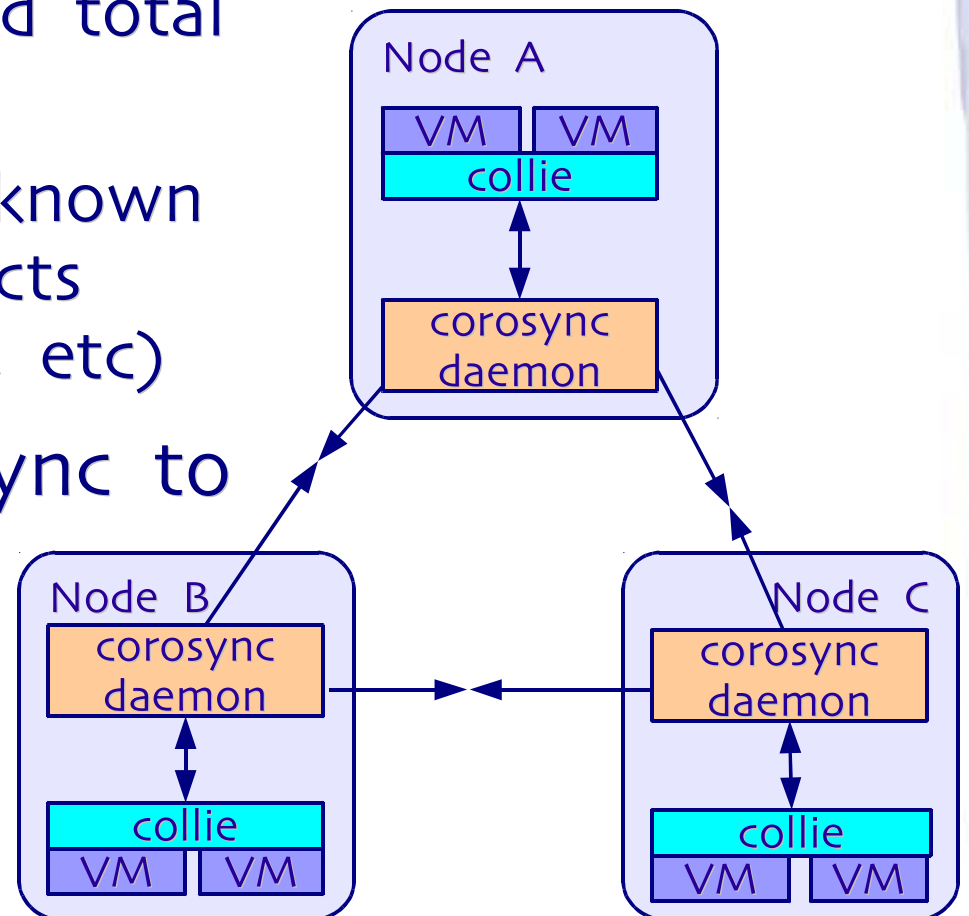 d total
known
cts
etc)
ync to
Node A
VM VM
collie
corosync
daemon
Node B
corosync
daemon
collie
VM VM
Node C
corosync
daemon
collie
VM VM